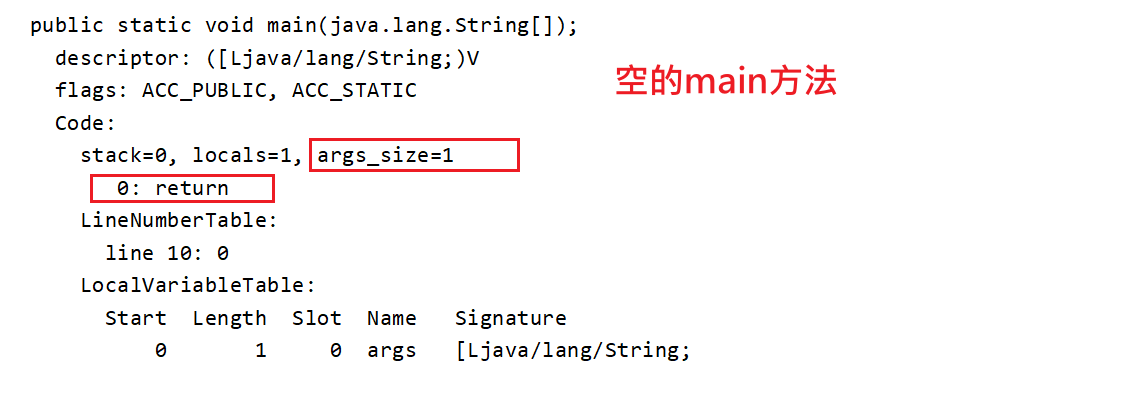 public static void main(java.lang.String[]);
descriptor: ([Ljava/lang/String;)V
空的main方法
flags: ACC_PUBLIC, ACC_STATIC
Code:
stack=0, locals=1, args_size=1
0: return
LineNumberTable:
line 10: 0
LocalVariableTable:
Start  Length  Slot  Name   Signature
0       1     0  args   [Ljava/lang/String;